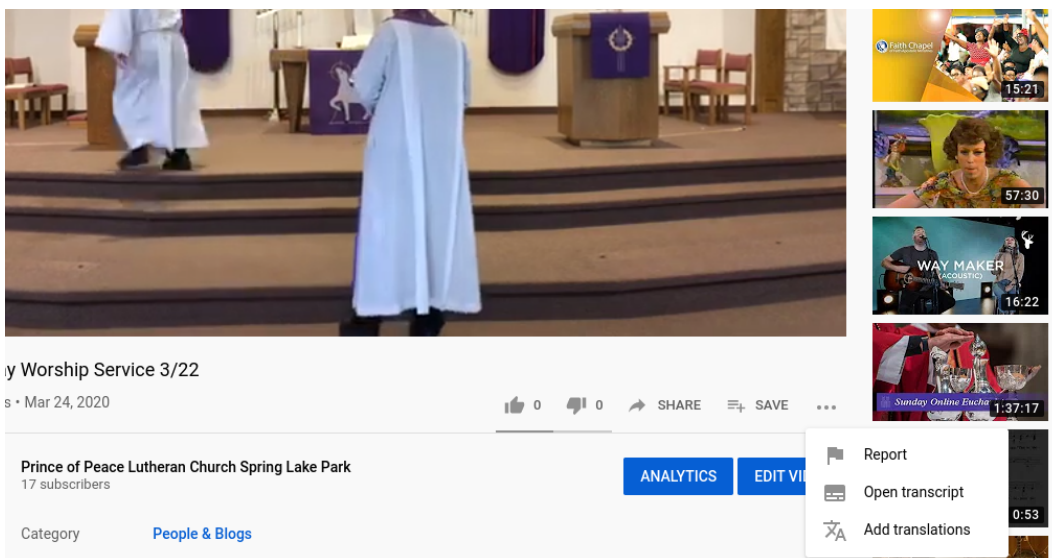 Faith Chapel
15:21
57:30
WAY MAKER
(ACOUSTIC)
16:22
Sunday Online Eucha
1:37:17
y Worship Service 3/22
s • Mar 24, 2020
0
0
SHARE
SAVE
Prince of Peace Lutheran Church Spring Lake Park
17 subscribers
ANALYTICS
EDIT VI
Report
Open transcript
Add translations
0:53
Category
People & Blogs